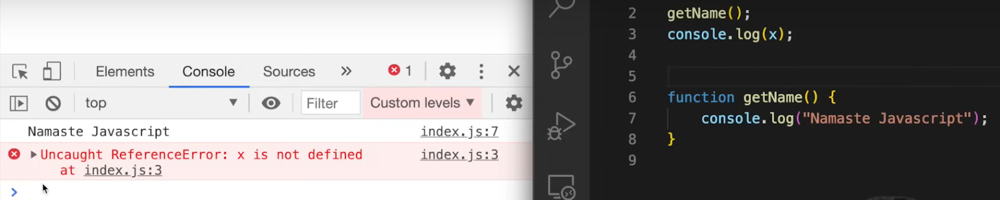 Elements Console Sources » 1
top Filter Custom levels
Namaste Javascript index.js:7
Uncaught ReferenceError: x is not defined index.js:3
at index.js:3
2 getName();
3 console.log(x);
4
5
6 function getName() {
7 console.log("Namaste Javascript");
8 }
9